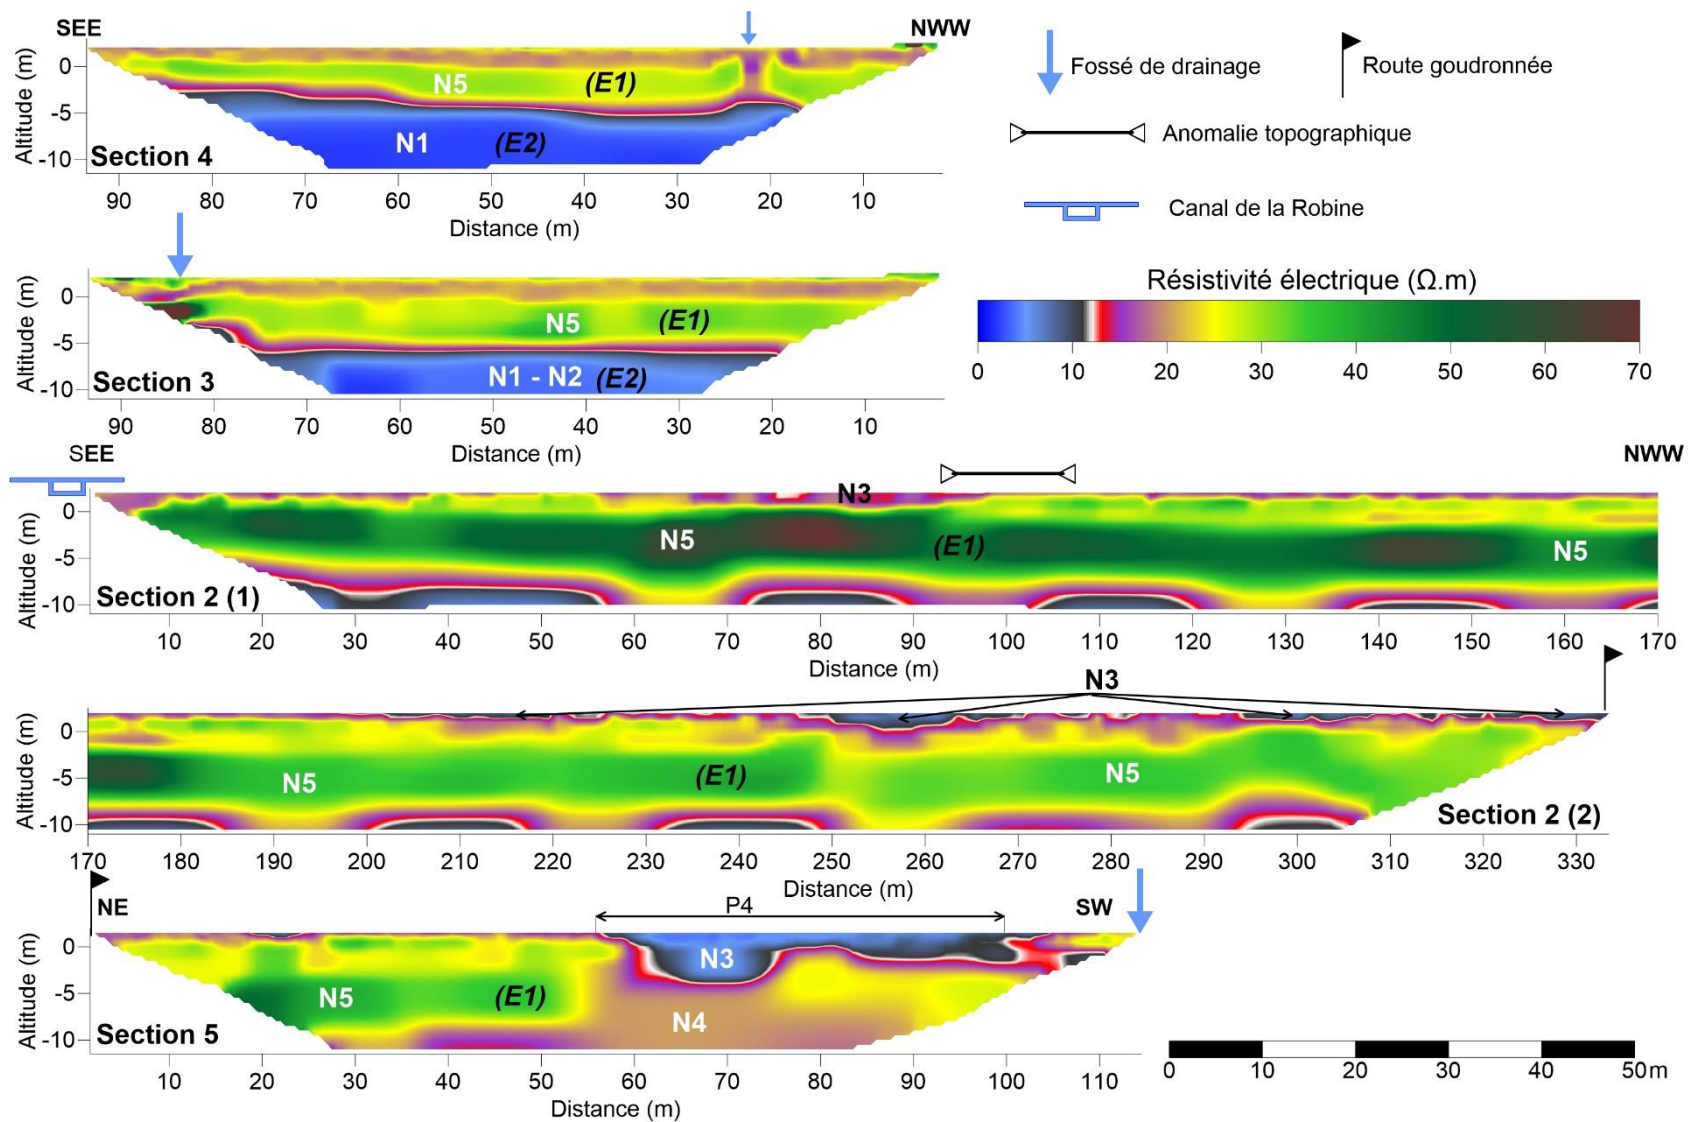 SEE
NWW
Altitude (m)
0
-5
-10
N5
(E1)
N1
(E2)
Section 4
90
80
70
60
50
40
30
20
10
Distance (m)
Fossé de drainage
Route goudronnée
Anomalie topographique
Canal de la Robine
Résistivité électrique (Ω.m)
0
10
20
30
40
50
60
70
Altitude (m)
0
-5
-10
N5
(E1)
N1 - N2
(E2)
Section 3
90
80
70
60
50
40
30
20
10
Distance (m)
SEE
NWW
Altitude (m)
0
-5
-10
N3
N5
(E1)
N5
Section 2 (1)
10
20
30
40
50
60
70
80
90
100
110
120
130
140
150
160
170
Distance (m)
N3
Altitude (m)
0
-5
-10
N5
(E1)
N5
Section 2 (2)
170
180
190
200
210
220
230
240
250
260
270
280
290
300
310
320
330
Distance (m)
NE
P4
SW
Altitude (m)
0
-5
-10
N3
N5
(E1)
N4
Section 5
10
20
30
40
50
60
70
80
90
100
110
Distance (m)
0
10
20
30
40
50m